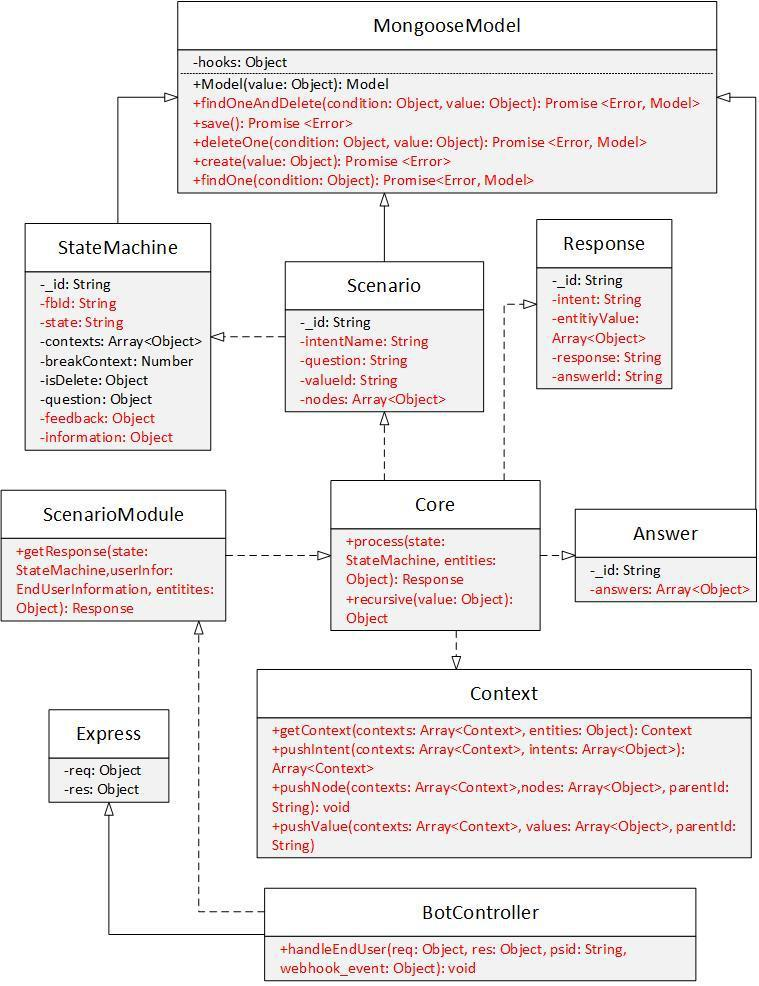 MongooseModel
-hooks: Object
+Model(value: Object): Model
+findOneAndDelete(condition: Object, value: Object): Promise <Error, Model>
+save(): Promise <Error>
+deleteOne(condition: Object, value: Object): Promise <Error, Model>
+create(value: Object): Promise <Error>
+findOne(condition: Object): Promise<Error, Model>
StateMachine
-_id: String
-fbId: String
-state: String
-contexts: Array<Object>
-breakContext: Number
-isDelete: Object
-question: Object
-feedback: Object
-information: Object
Scenario
-_id: String
-intentName: String
-question: String
-valueId: String
-nodes: Array<Object>
Response
-_id: String
-intent: String
-entitiyValue:
Array<Object>
-response: String
-answerId: String
ScenarioModule
+getResponse(state:
StateMachine,userInfor:
EndUserInformation, entitites:
Object): Response
Core
+process(state:
StateMachine, entities:
Object): Response
+recursive(value: Object):
Object
Answer
-_id: String
-answers: Array<Object>
Context
+getContext(contexts: Array<Context>, entities: Object): Context
+pushIntent(contexts: Array<Context>, intents: Array<Object>):
Array<Context>
+pushNode(contexts: Array<Context>,nodes: Array<Object>, parentId:
String): void
+pushValue(contexts: Array<Context>, values: Array<Object>, parentId:
String)
Express
-req: Object
-res: Object
BotController
+handleEndUser(req: Object, res: Object, psid: String,
webhook_event: Object): void